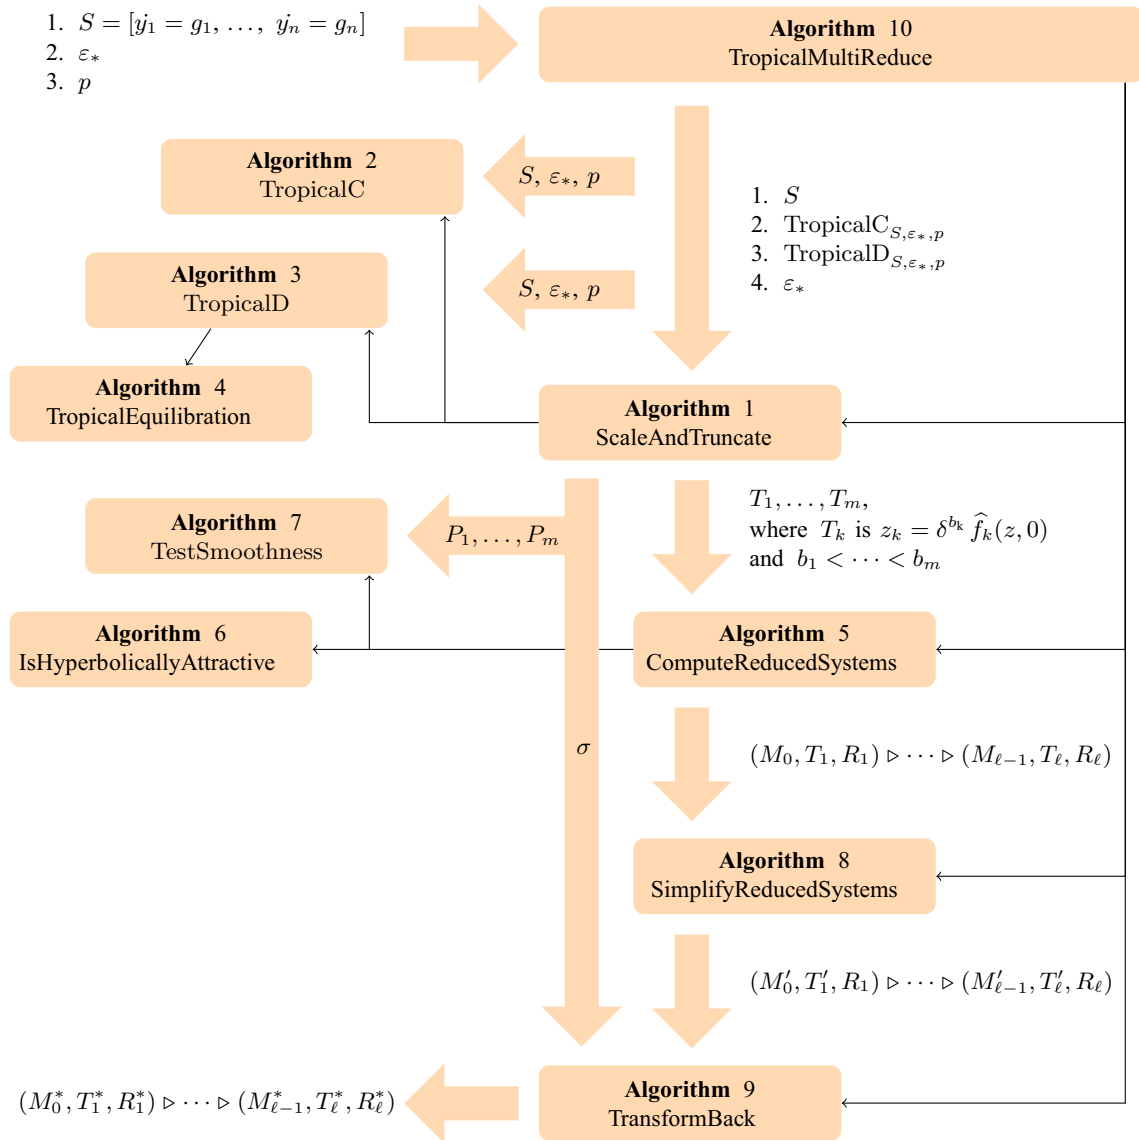 1. S = [ẏ₁ = g₁, …, ẏₙ = gₙ]
2. ε∗
3. p
Algorithm 10
TropicalMultiReduce
Algorithm 2
TropicalC
S, ε∗, p
1. S
2. TropicalC_{S,ε∗,p}
3. TropicalD_{S,ε∗,p}
4. ε∗
Algorithm 3
TropicalD
S, ε∗, p
Algorithm 4
TropicalEquilibration
Algorithm 1
ScaleAndTruncate
T₁, …, Tₘ,
where Tₖ is zₖ = δ^{bₖ} f̂ₖ(z, 0)
and b₁ < ⋯ < bₘ
Algorithm 7
TestSmoothness
P₁, …, Pₘ
Algorithm 6
IsHyperbolicallyAttractive
Algorithm 5
ComputeReducedSystems
σ
(M₀, T₁, R₁) ▹ ⋯ ▹ (M_{ℓ−1}, T_ℓ, R_ℓ)
Algorithm 8
SimplifyReducedSystems
(M′₀, T′₁, R₁) ▹ ⋯ ▹ (M′_{ℓ−1}, T′_ℓ, R_ℓ)
Algorithm 9
TransformBack
(M₀*, T₁*, R₁*) ▹ ⋯ ▹ (M*_{ℓ−1}, T*_ℓ, R*_ℓ)